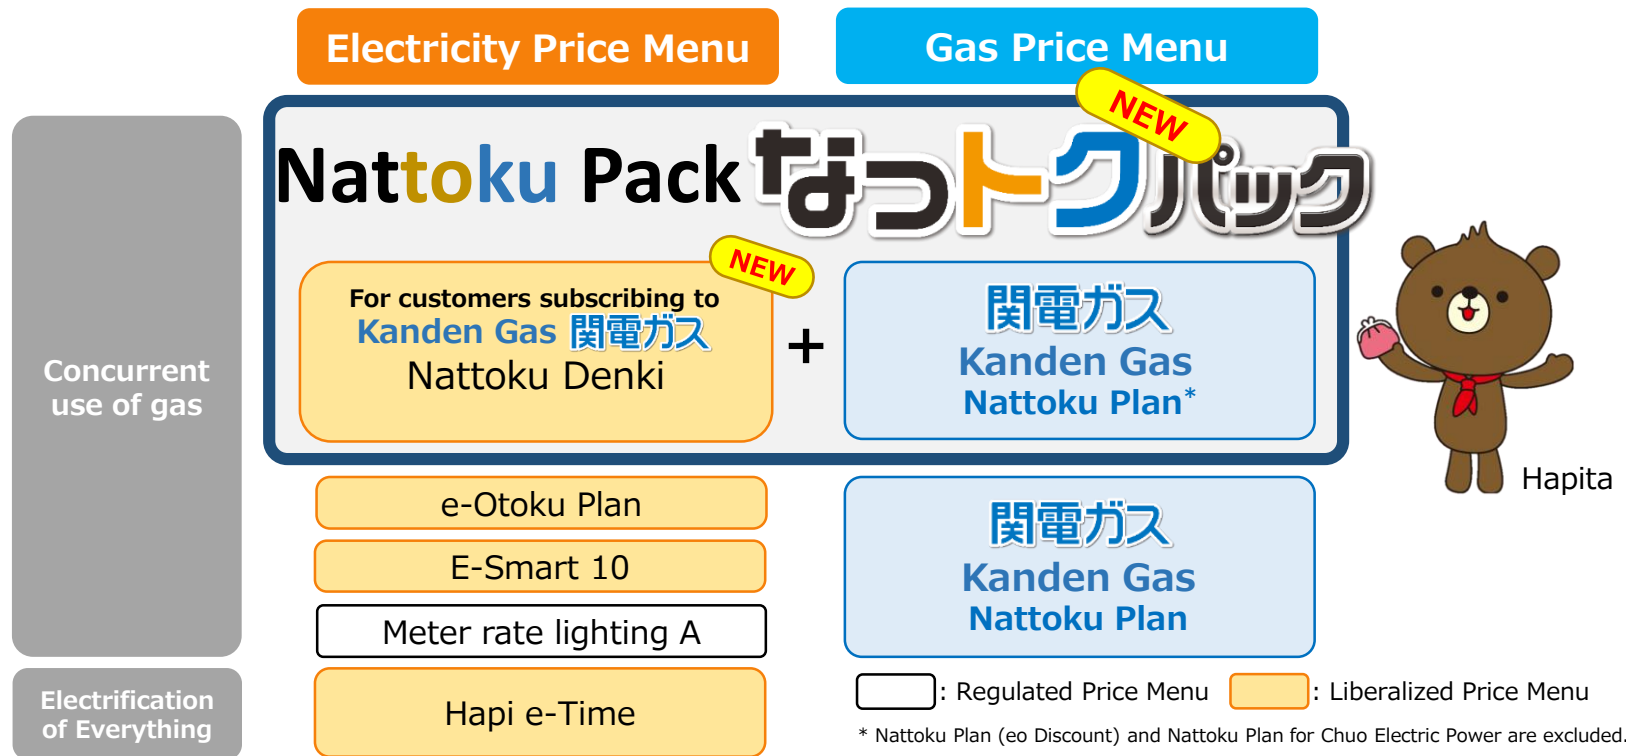 Electricity Price Menu
Gas Price Menu
NEW
Nattoku Pack なっトクパック
Concurrent
use of gas
NEW
For customers subscribing to
Kanden Gas 関電ガス
Nattoku Denki
+
関電ガス
Kanden Gas
Nattoku Plan*
Hapita
e-Otoku Plan
E-Smart 10
Meter rate lighting A
関電ガス
Kanden Gas
Nattoku Plan
Electrification
of Everything
Hapi e-Time
: Regulated Price Menu : Liberalized Price Menu
* Nattoku Plan (eo Discount) and Nattoku Plan for Chuo Electric Power are excluded.